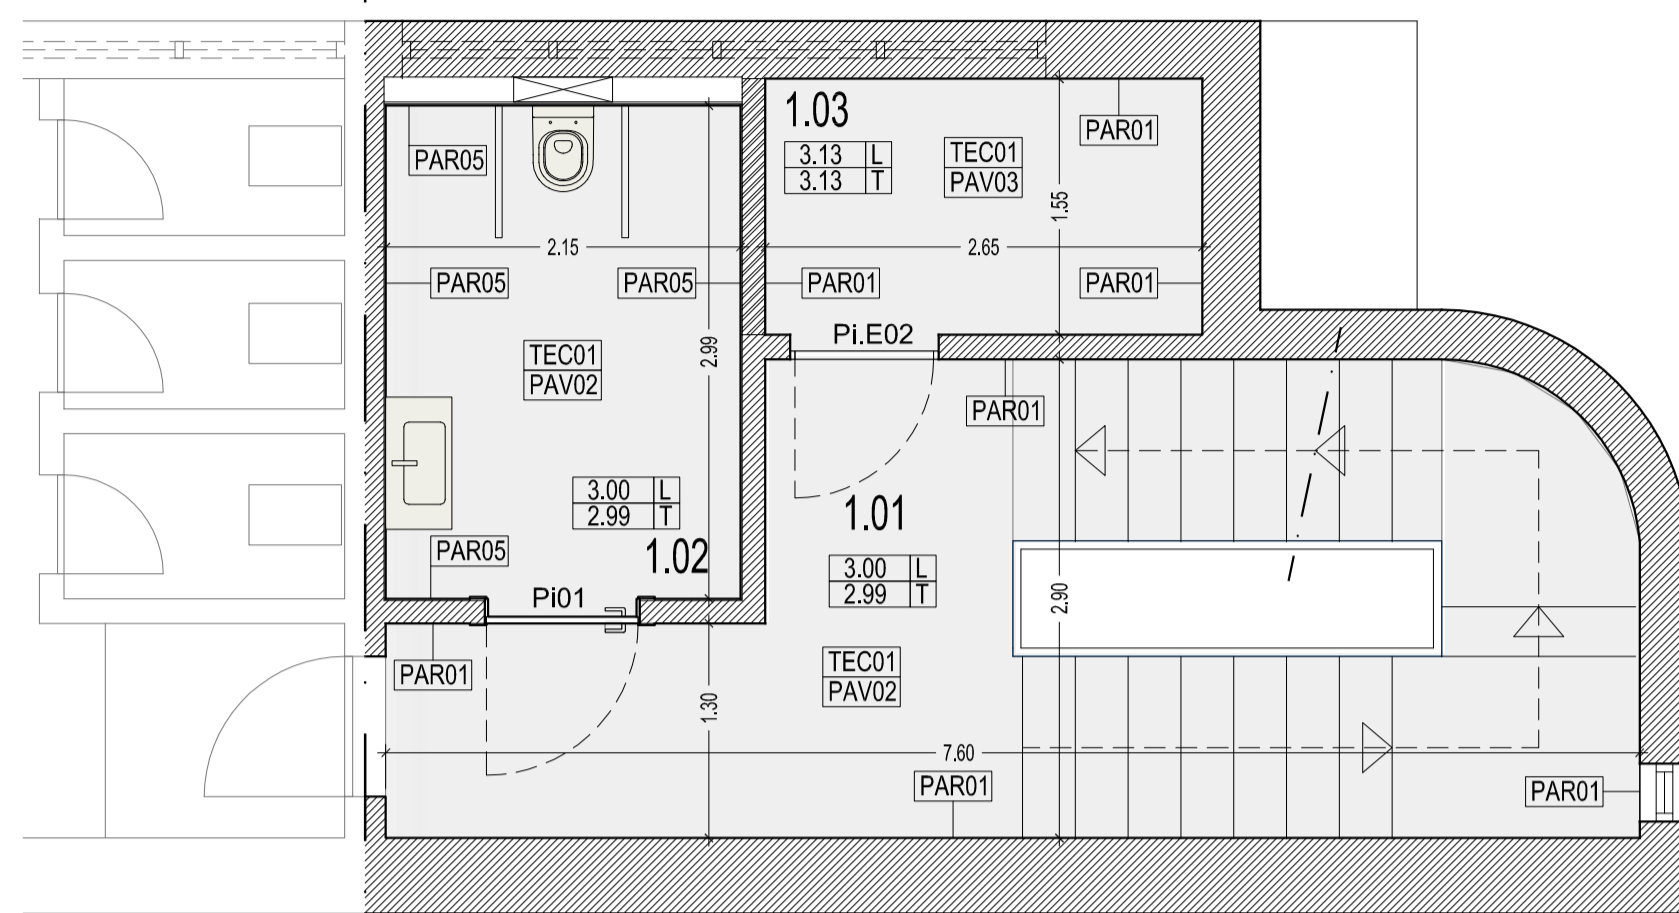 1.03
PAR01
PAR05
3.13 L
3.13 T
TEC01
PAV03
1.55
2.15
2.65
PAR05
PAR05
PAR01
PAR01
Pi.E02
TEC01
PAV02
2.99
PAR01
3.00 L
2.99 T
1.01
PAR05
1.02
3.00 L
2.99 T
Pi01
2.90
PAR01
TEC01
PAV02
1.30
7.60
PAR01
PAR01